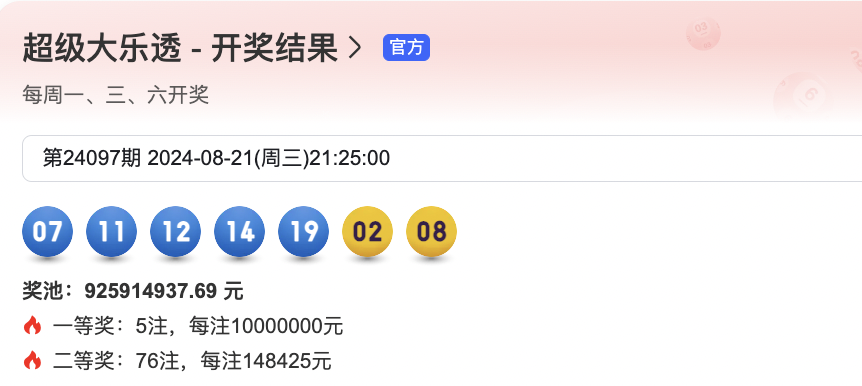 超级大乐透 - 开奖结果 > 官方
每周一、三、六开奖
第24097期 2024-08-21(周三)21:25:00
07 11 12 14 19 02 08
奖池：925914937.69 元
一等奖：5注，每注10000000元
二等奖：76注，每注148425元